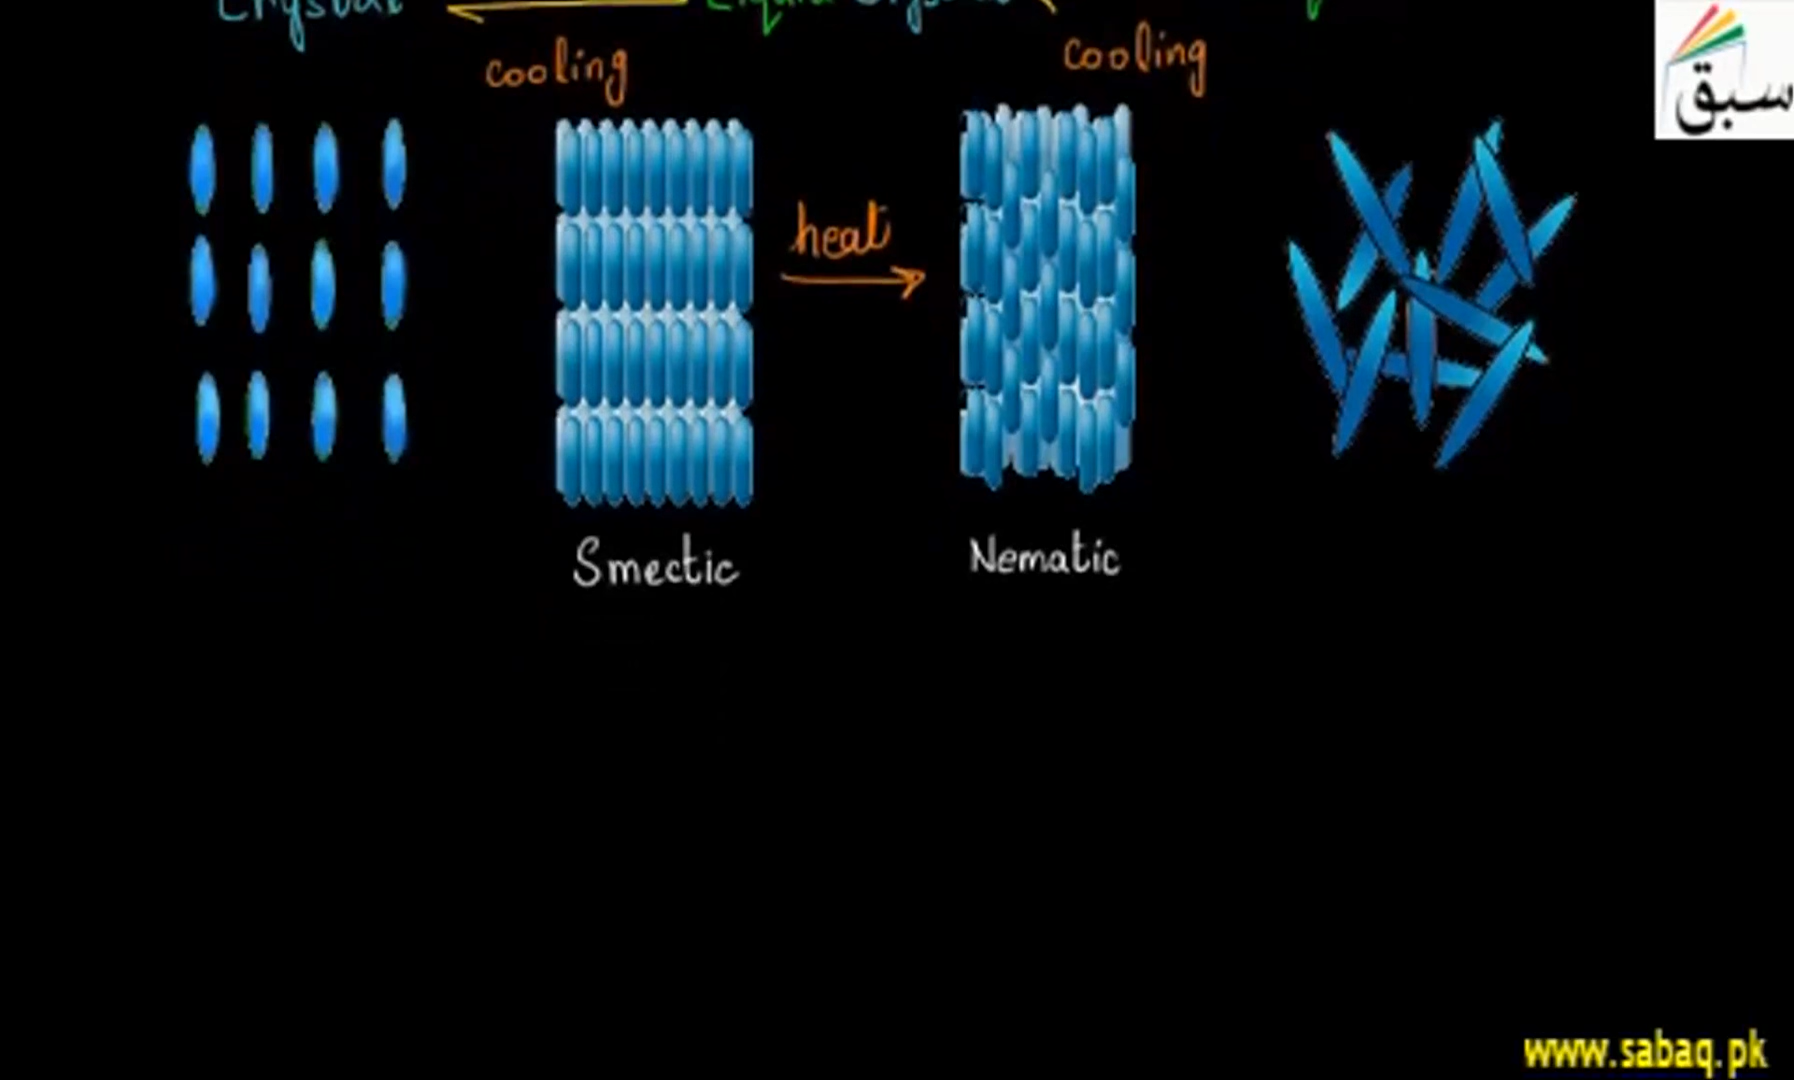 cooling
cooling
سبق
heat
Smectic
Nematic
www.sabaq.pk